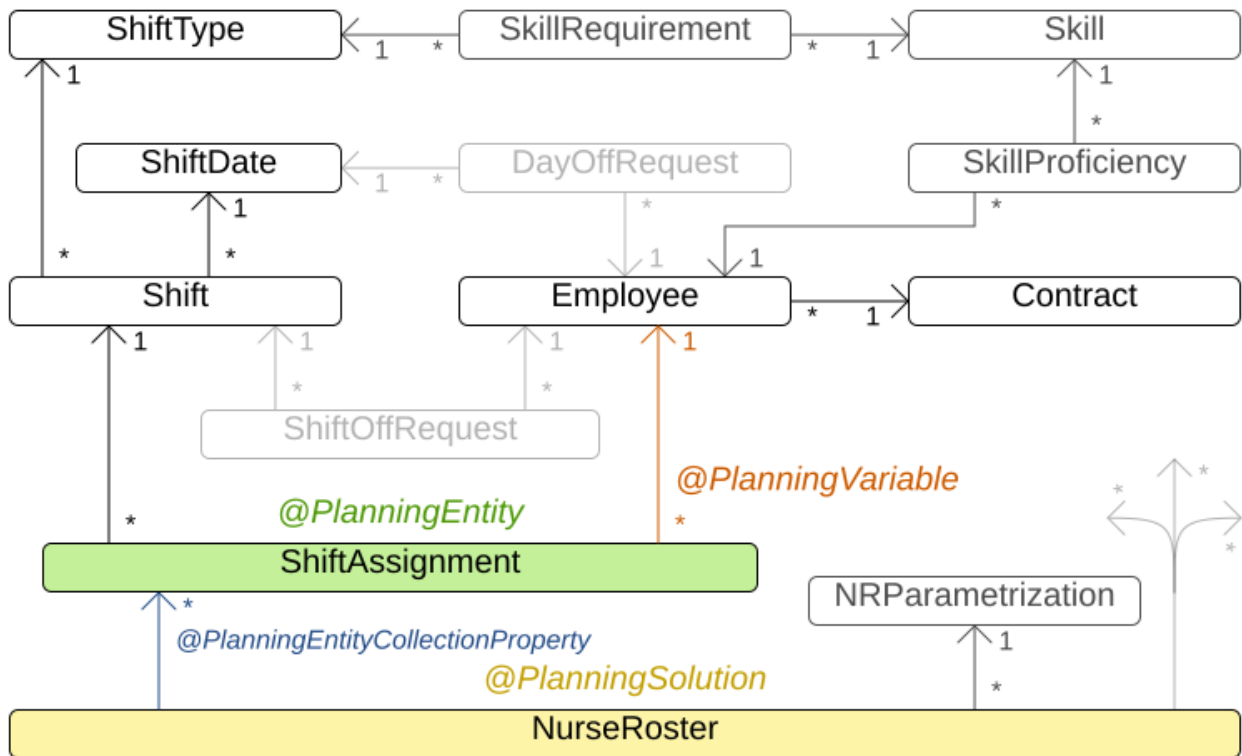 ShiftType
1
*
SkillRequirement
*
1
Skill
1
1
*
ShiftDate
1
*
DayOffRequest
SkillProficiency
1
*
*
*
*
1
1
Shift
Employee
*
1
Contract
1
1
1
1
*
*
ShiftOffRequest
@PlanningVariable
*
*
@PlanningEntity
*
*
*
ShiftAssignment
*
NRParametrization
@PlanningEntityCollectionProperty
1
@PlanningSolution
*
NurseRoster